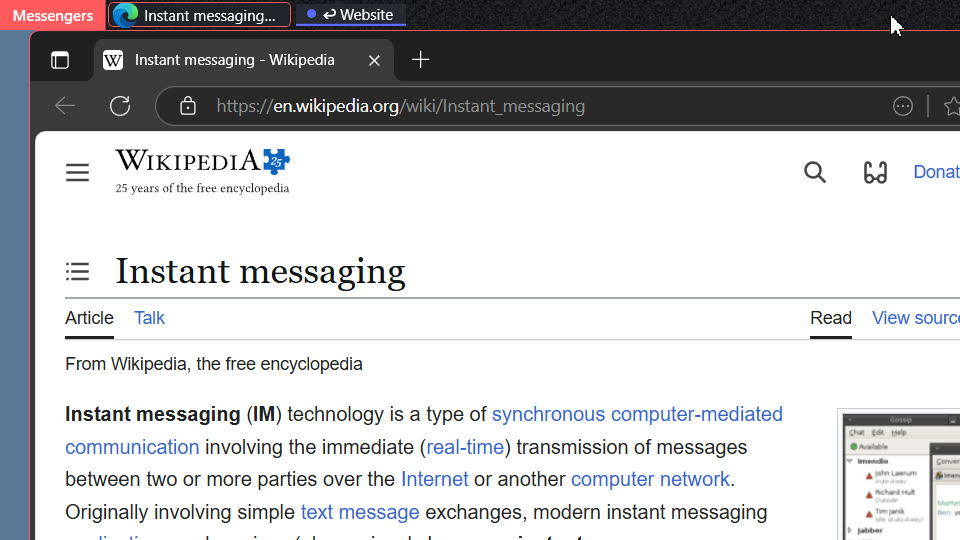 Messengers
Instant messaging...
Website
Instant messaging - Wikipedia
https://en.wikipedia.org/wiki/Instant_messaging
WIKIPEDIA 25
25 years of the free encyclopedia
Donat
Instant messaging
Article Talk
Read View source
From Wikipedia, the free encyclopedia
Instant messaging (IM) technology is a type of synchronous computer-mediated
communication involving the immediate (real-time) transmission of messages
between two or more parties over the Internet or another computer network.
Originally involving simple text message exchanges, modern instant messaging
Gossip
Chat Edit Help
Available
Imendio
John Laerum
Richard Hult
Outside
Tim Janik
Jabber